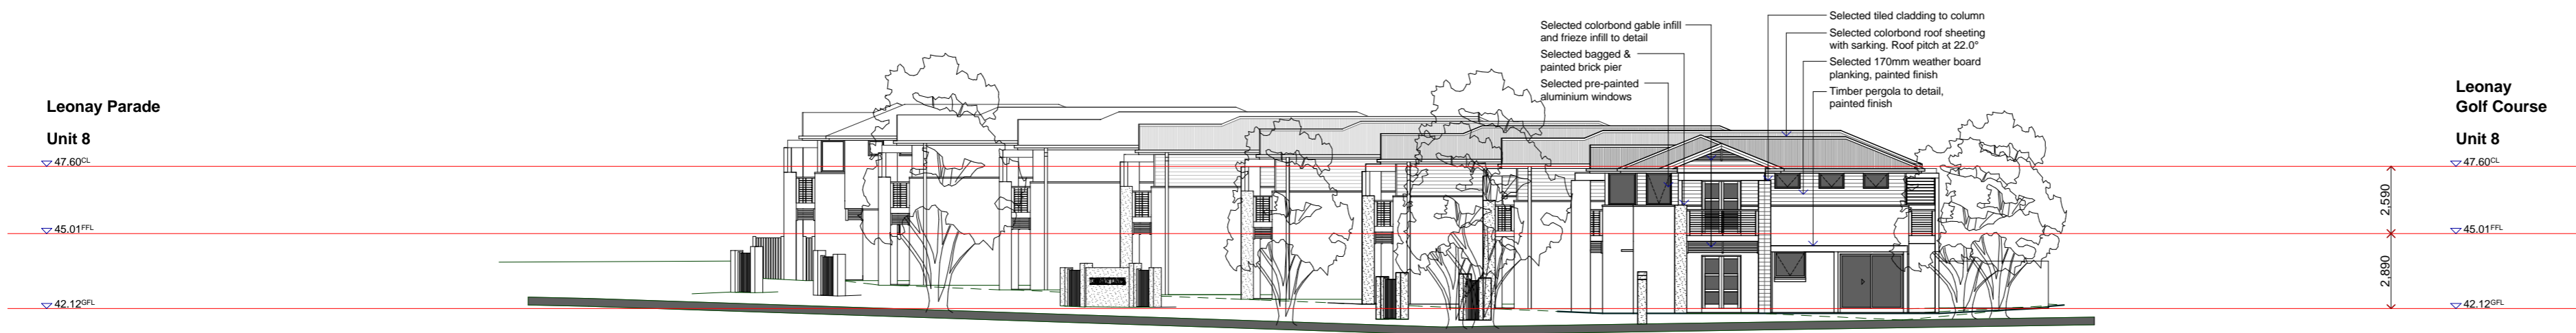 Leonay Parade
Unit 8
47.60CL
45.01FFL
42.12GFL
Selected colorbond gable infill
and frieze infill to detail
Selected bagged &
painted brick pier
Selected pre-painted
aluminium windows
Selected tiled cladding to column
Selected colorbond roof sheeting
with sarking. Roof pitch at 22.0°
Selected 170mm weather board
planking, painted finish
Timber pergola to detail,
painted finish
Leonay
Golf Course
Unit 8
47.60CL
2,590
45.01FFL
2,890
42.12GFL